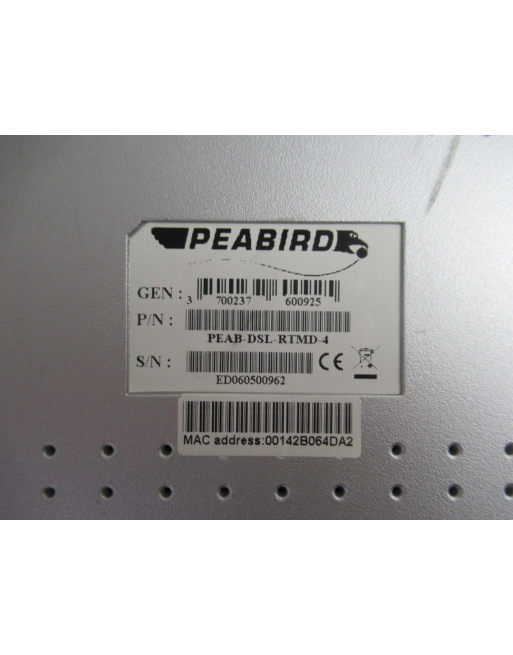 PEABIRD
GEN : 3 700237 600925
P/N :
PEAB-DSL-RTMD-4
S/N : CE
ED060500962
MAC address:00142B064DA2